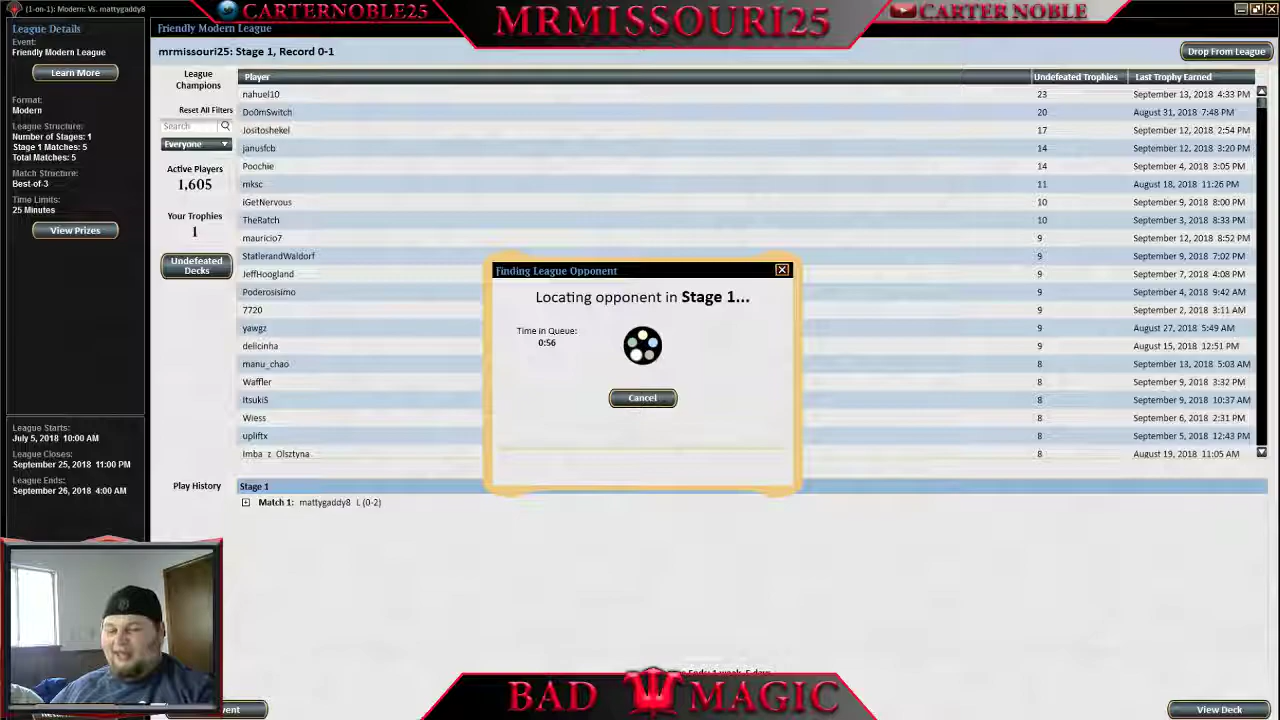 (1-on-1): Modern: Vs. mattygaddy8
CARTERNOBLE25
MRMISSOURI25
CARTER NOBLE
League Details
Event:
Friendly Modern League
Learn More
Format:
Modern
League Structure:
Number of Stages: 1
Stage 1 Matches: 5
Total Matches: 5
Match Structure:
Best-of-3
Time Limits:
25 Minutes
View Prizes
League Starts:
July 5, 2018 10:00 AM
League Closes:
September 25, 2018 11:00 PM
League Ends:
September 26, 2018 4:00 AM
Friendly Modern League
mrmissouri25: Stage 1, Record 0-1
Drop From League
League
Champions
Reset All Filters
Search
Everyone
Active Players
1,605
Your Trophies
1
Undefeated
Decks
Player Undefeated Trophies Last Trophy Earned
nahuel10 23 September 13, 2018 4:33 PM
Do0mSwitch 20 August 31, 2018 7:48 PM
Jositoshekel 17 September 12, 2018 2:54 PM
janusfcb 14 September 12, 2018 3:20 PM
Poochie 14 September 4, 2018 3:05 PM
mksc 11 August 18, 2018 11:26 PM
iGetNervous 10 September 9, 2018 8:00 PM
TheRatch 10 September 3, 2018 8:33 PM
mauricio7 9 September 12, 2018 8:52 PM
StatlerandWaldorf 9 September 9, 2018 7:02 PM
JeffHoogland 9 September 7, 2018 4:08 PM
Poderosisimo 9 September 4, 2018 9:42 AM
7720 9 September 2, 2018 3:11 AM
yawgz 9 August 27, 2018 5:49 AM
delicinha 9 August 15, 2018 12:51 PM
manu_chao 8 September 13, 2018 5:03 AM
Waffler 8 September 9, 2018 3:32 PM
ItsukiS 8 September 9, 2018 10:37 AM
Wiess 8 September 6, 2018 2:31 PM
upliftx 8 September 5, 2018 12:43 PM
Imba_z_Olsztyna 8 August 19, 2018 11:05 AM
Finding League Opponent
Locating opponent in Stage 1...
Time in Queue:
0:56
Cancel
Play History
Stage 1
Match 1: mattygaddy8 L (0-2)
BAD MAGIC
View Deck